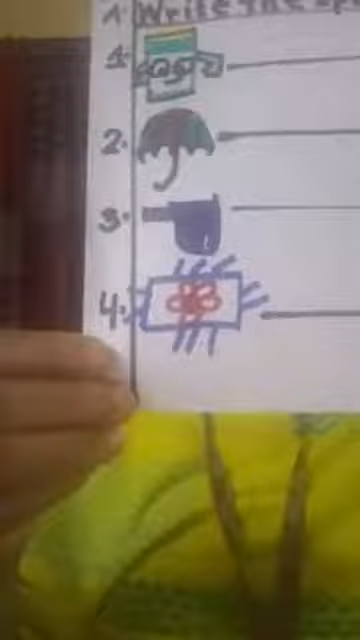 1. Write the
1.
2.
3.
4.